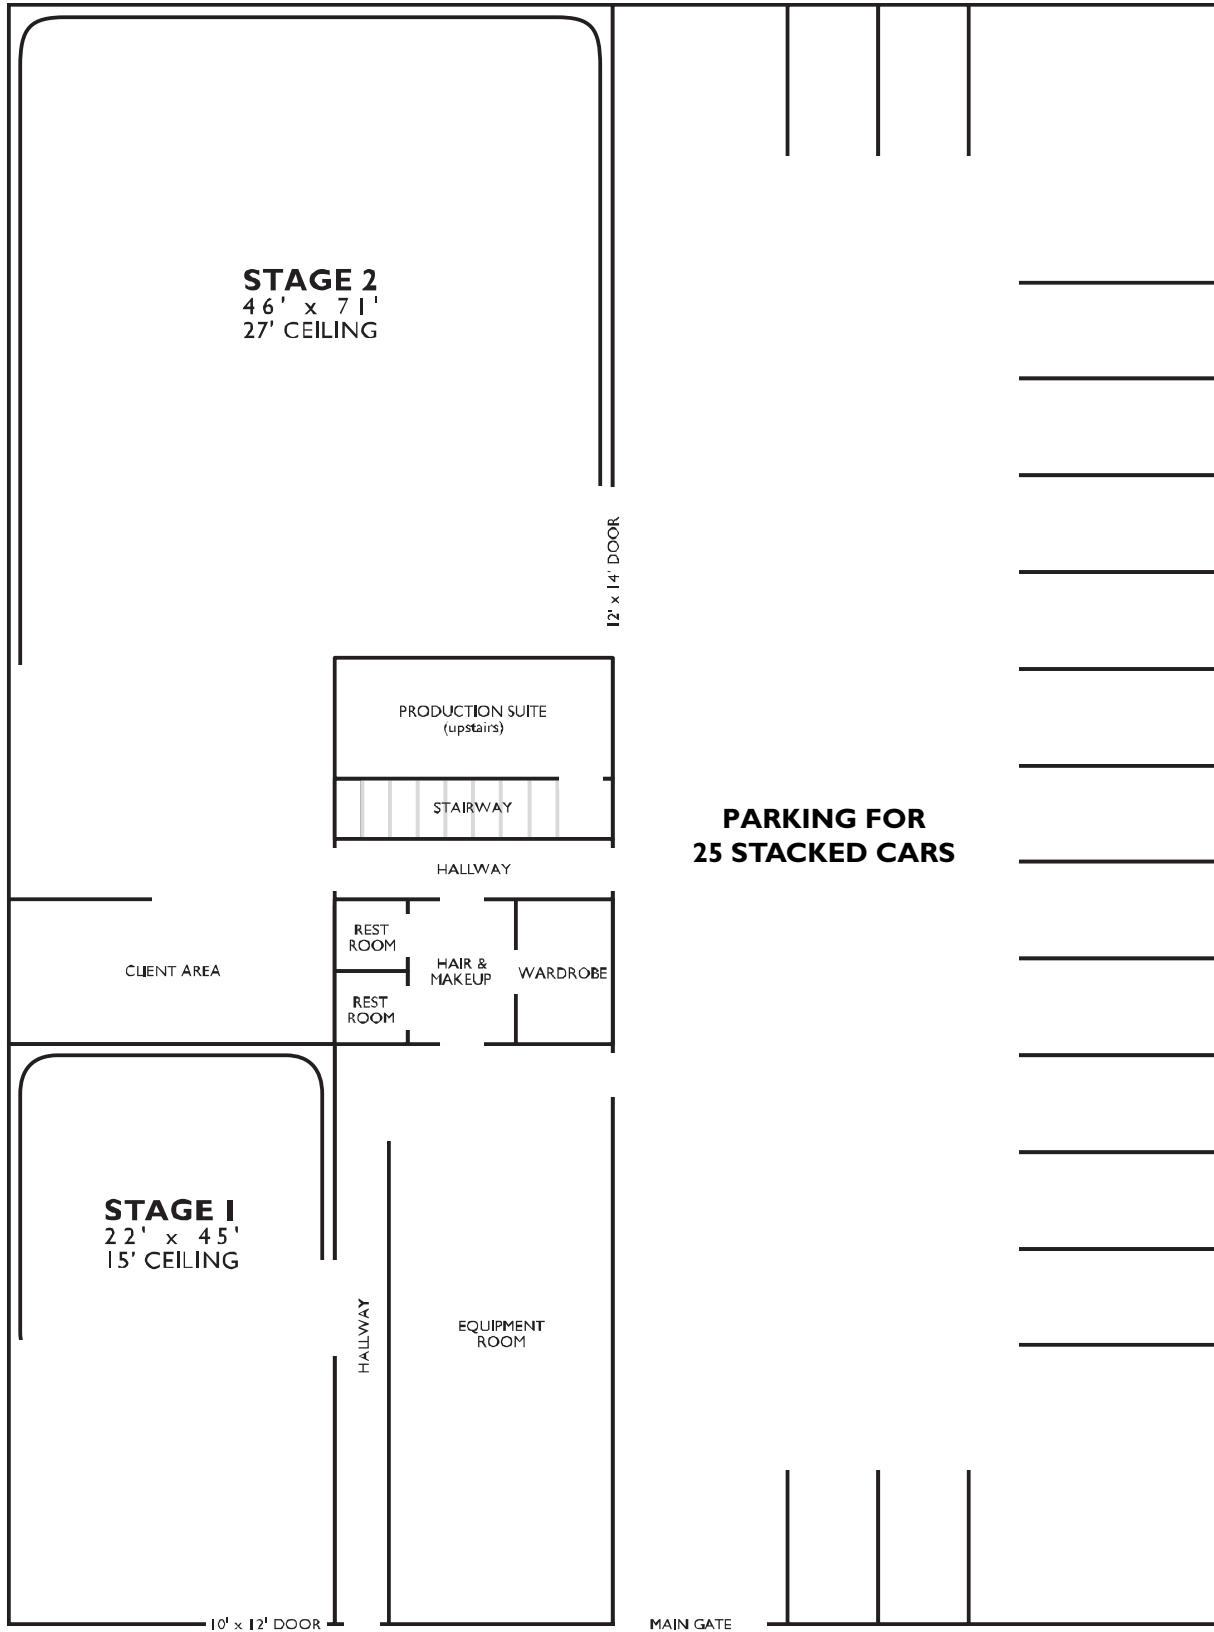 STAGE 2
46' x 71'
27' CEILING
12' x 14' DOOR
PRODUCTION SUITE
(upstairs)
STAIRWAY
PARKING FOR
25 STACKED CARS
HALLWAY
REST
ROOM
HAIR &
MAKEUP
WARDROBE
CLIENT AREA
REST
ROOM
STAGE 1
22' x 45'
15' CEILING
HALLWAY
EQUIPMENT
ROOM
10' x 12' DOOR
MAIN GATE